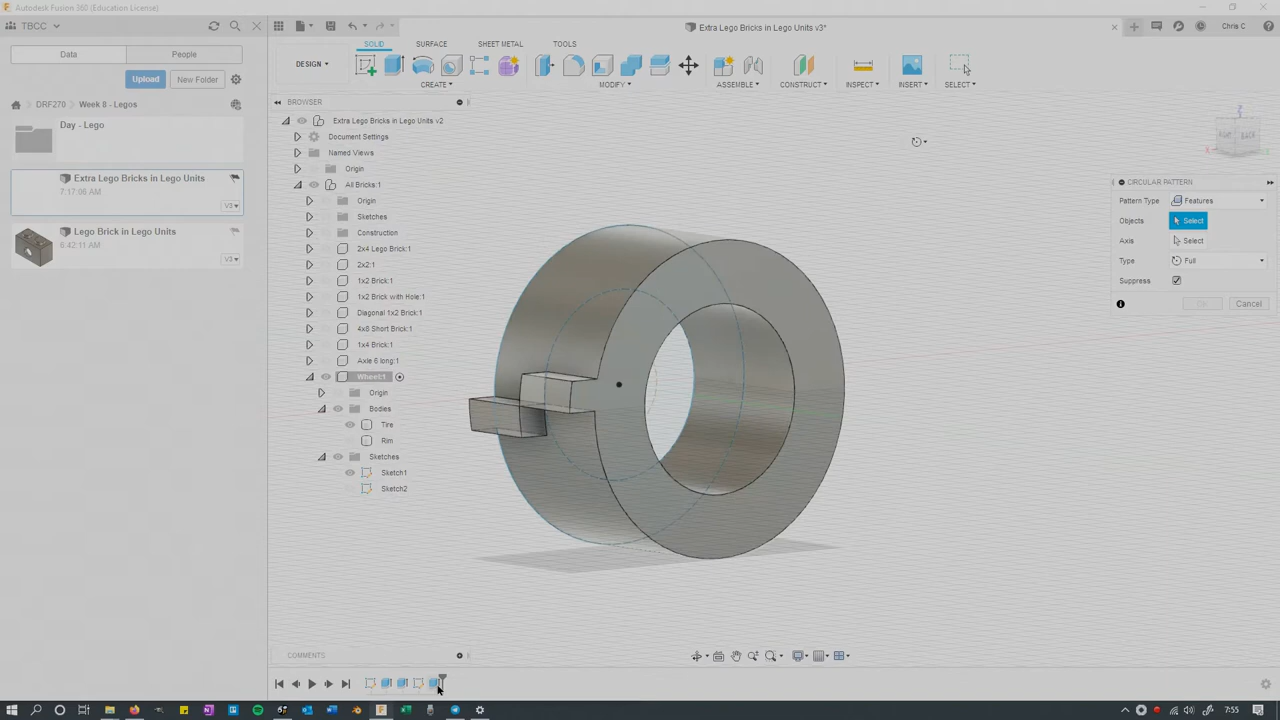 Autodesk Fusion 360 (Education License)
TBCC
Extra Lego Bricks in Lego Units v3*
Chris C
Data
People
SOLID
SURFACE
SHEET METAL
TOOLS
DESIGN
Upload
New Folder
CREATE
MODIFY
ASSEMBLE
CONSTRUCT
INSPECT
INSERT
SELECT
DRF270
Week 8 - Legos
BROWSER
Day - Lego
Extra Lego Bricks in Lego Units v2
Document Settings
Named Views
Origin
Extra Lego Bricks in Lego Units
7:17:06 AM
V3
All Bricks:1
Origin
Sketches
Construction
Lego Brick in Lego Units
6:42:11 AM
V3
2x4 Lego Brick:1
2x2:1
1x2 Brick:1
1x2 Brick with Hole:1
Diagonal 1x2 Brick:1
4x8 Short Brick:1
1x4 Brick:1
Axle 6 long:1
Wheel:1
Origin
Bodies
Tire
Rim
Sketches
Sketch1
Sketch2
BACK
CIRCULAR PATTERN
Pattern Type
Features
Objects
Select
Axis
Select
Type
Full
Suppress
OK
Cancel
COMMENTS
7:55